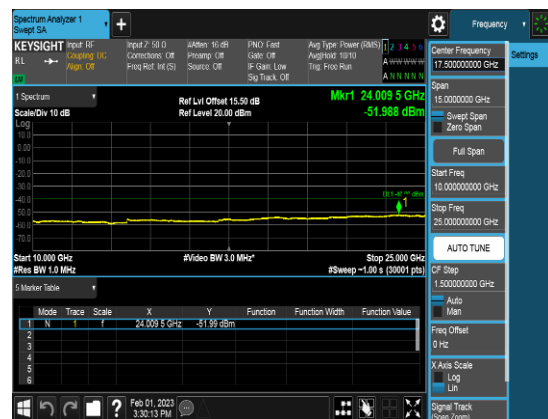 Spectrum Analyzer 1
Swept SA
+
Frequency
KEYSIGHT
RL
Input: RF
Coupling: DC
Align: Off
Input Z: 50 Ω
Corrections: Off
Freq Ref: Int (S)
#Atten: 16 dB
Preamp: Off
Source: Off
PNO: Fast
Gate: Off
IF Gain: Low
Sig Track: Off
Avg Type: Power (RMS)
Avg|Hold: 10/10
Trig: Free Run
1 2 3 4 5 6
A W W W W W
A N N N N N
1 Spectrum
Scale/Div 10 dB
Log
Ref Lvl Offset 15.50 dB
Ref Level 20.00 dBm
Mkr1 24.009 5 GHz
-51.988 dBm
10.0
0.00
-10.0
-20.0
-30.0
-40.0
-50.0
-60.0
-70.0
1
Start 10.000 GHz
#Res BW 1.0 MHz
#Video BW 3.0 MHz*
Stop 25.000 GHz
#Sweep ~1.00 s (30001 pts)
5 Marker Table
Mode Trace Scale X Y Function Function Width Function Value
1 N 1 f 24.009 5 GHz -51.99 dBm
2
3
4
5
6
Feb 01, 2023
3:30:13 PM
Center Frequency
17.500000000 GHz
Settings
Span
15.0000000 GHz
Swept Span
Zero Span
Full Span
Start Freq
10.000000000 GHz
Stop Freq
25.000000000 GHz
AUTO TUNE
CF Step
1.500000000 GHz
Auto
Man
Freq Offset
0 Hz
X Axis Scale
Log
Lin
Signal Track
(Span Zoom)